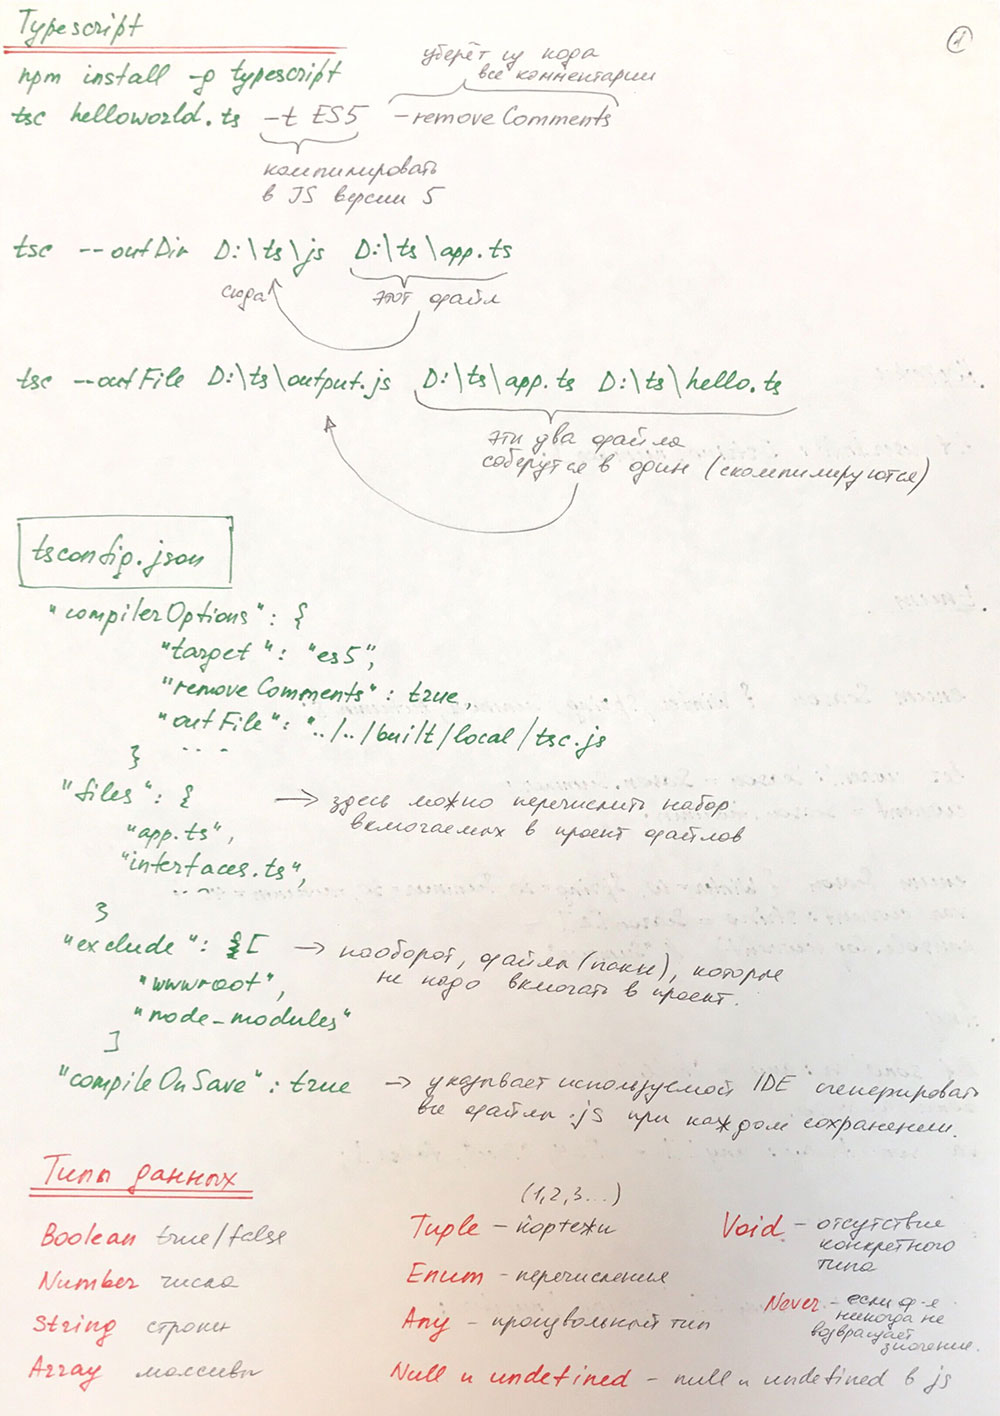 Typescript
1
npm install -g typescript
уберёт из кода
все комментарии
tsc helloworld.ts -t ES5 -remove Comments
компилировать
в JS версии 5
tsc --outDir D:\ts\js D:\ts\app.ts
сюда этот файл
tsc --outFile D:\ts\output.js D:\ts\app.ts D:\ts\hello.ts
эти два файла
соберутся в один (скомпилируются)
tsconfig.json
"compilerOptions": {
"target": "es5",
"remove Comments": true,
"outFile": "../../built/local/tsc.js
...
}
"files": { → здесь можно перечислить набор
включаемых в проект файлов
"app.ts",
"interfaces.ts",
}
"exclude": [ → наоборот, файлы (папки), которые
не надо включать в проект.
"wwwroot",
"node_modules"
]
"compileOnSave": true → указывает используемой IDE сгенерировать
все файлы .js при каждом сохранении.
Типы данных
(1,2,3...)
Boolean true/false
Number числа
String строки
Array массивы
Tuple - кортежи
Enum - перечисления
Any - произвольный тип
Null и undefined - null и undefined в js
Void - отсутствие
конкретного
типа
Never - если ф-я
никогда не
возвращает
значение.